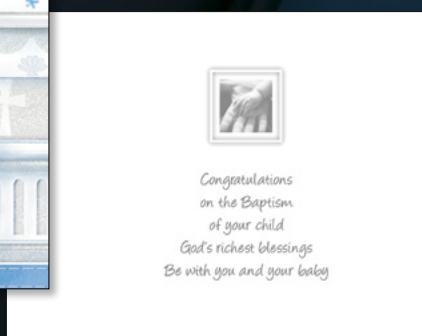 Congratulations
on the Baptism
of your child
God's richest blessings
Be with you and your baby